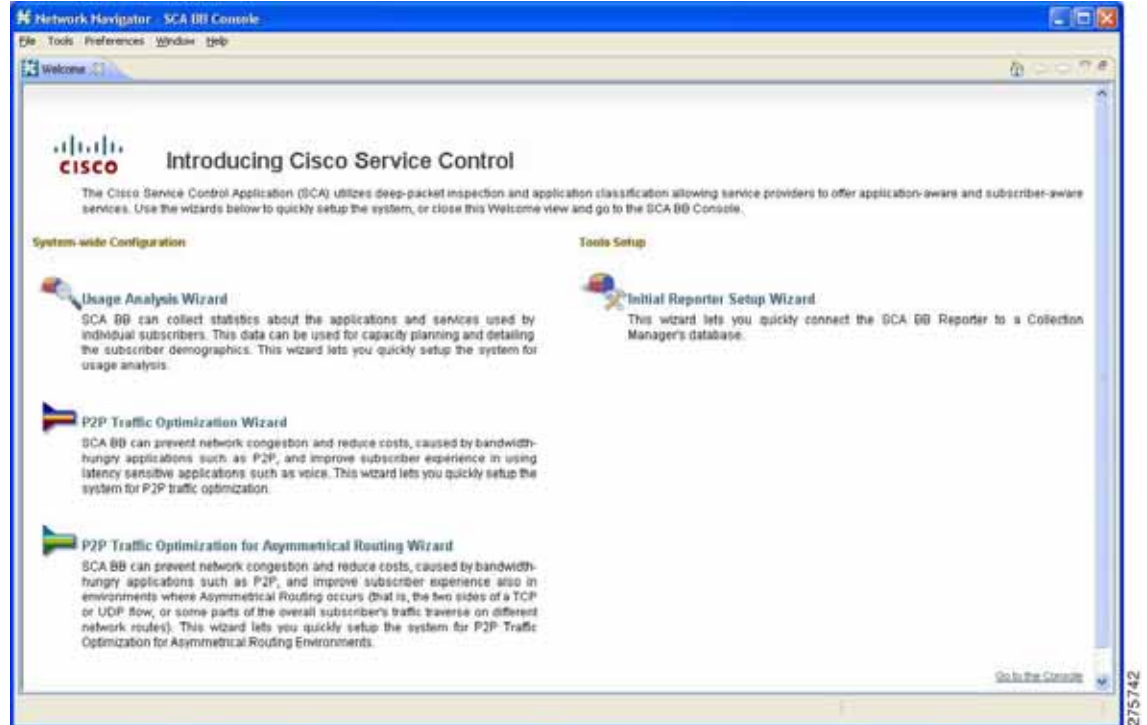 Network Navigator - SCA BB Console
File Tools Preferences Window Help
Welcome
CISCO
Introducing Cisco Service Control
The Cisco Service Control Application (SCA) utilizes deep-packet inspection and application classification allowing service providers to offer application-aware and subscriber-aware
services. Use the wizards below to quickly setup the system, or close this Welcome view and go to the SCA BB Console.
System-wide Configuration
Usage Analysis Wizard
SCA BB can collect statistics about the applications and services used by
individual subscribers. This data can be used for capacity planning and detailing
the subscriber demographics. This wizard lets you quickly setup the system for
usage analysis.
P2P Traffic Optimization Wizard
SCA BB can prevent network congestion and reduce costs, caused by bandwidth-
hungry applications such as P2P, and improve subscriber experience in using
latency sensitive applications such as voice. This wizard lets you quickly setup the
system for P2P traffic optimization.
P2P Traffic Optimization for Asymmetrical Routing Wizard
SCA BB can prevent network congestion and reduce costs, caused by bandwidth-
hungry applications such as P2P, and improve subscriber experience also in
environments where Asymmetrical Routing occurs (that is, the two sides of a TCP
or UDP flow, or some parts of the overall subscriber's traffic traverse on different
network routes). This wizard lets you quickly setup the system for P2P Traffic
Optimization for Asymmetrical Routing Environments.
Tools Setup
Initial Reporter Setup Wizard
This wizard lets you quickly connect the SCA BB Reporter to a Collection
Manager's database.
Go to the Console
275742